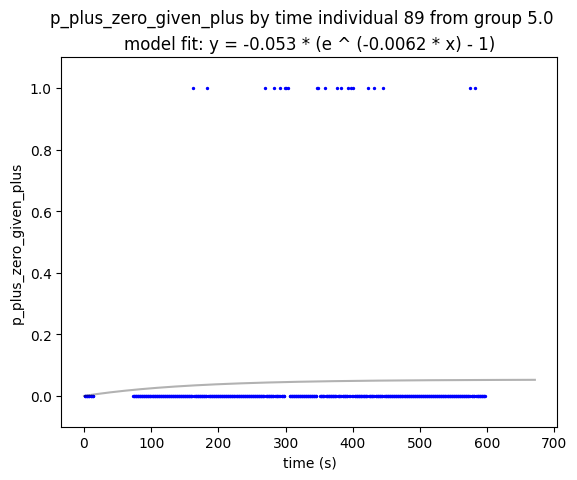 p_plus_zero_given_plus by time individual 89 from group 5.0
model fit: y = -0.053 * (e ^ (-0.0062 * x) - 1)
p_plus_zero_given_plus
1.0
0.8
0.6
0.4
0.2
0.0
0 100 200 300 400 500 600 700
time (s)